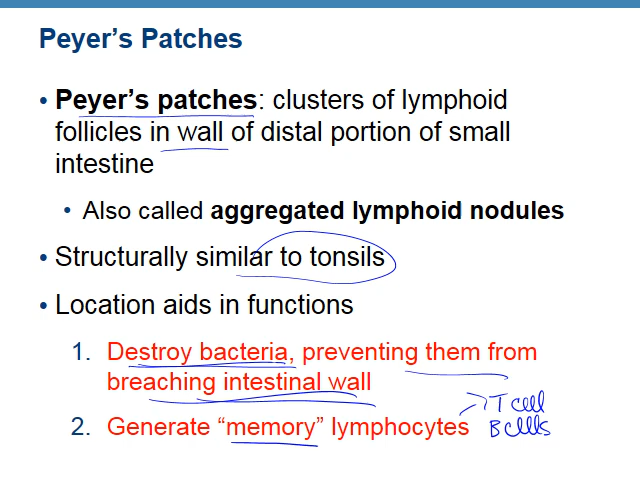 Peyer's Patches
• Peyer's patches: clusters of lymphoid
follicles in wall of distal portion of small
intestine
• Also called aggregated lymphoid nodules
• Structurally similar to tonsils
• Location aids in functions
1. Destroy bacteria, preventing them from
breaching intestinal wall
T cell
2. Generate “memory” lymphocytes
B cells